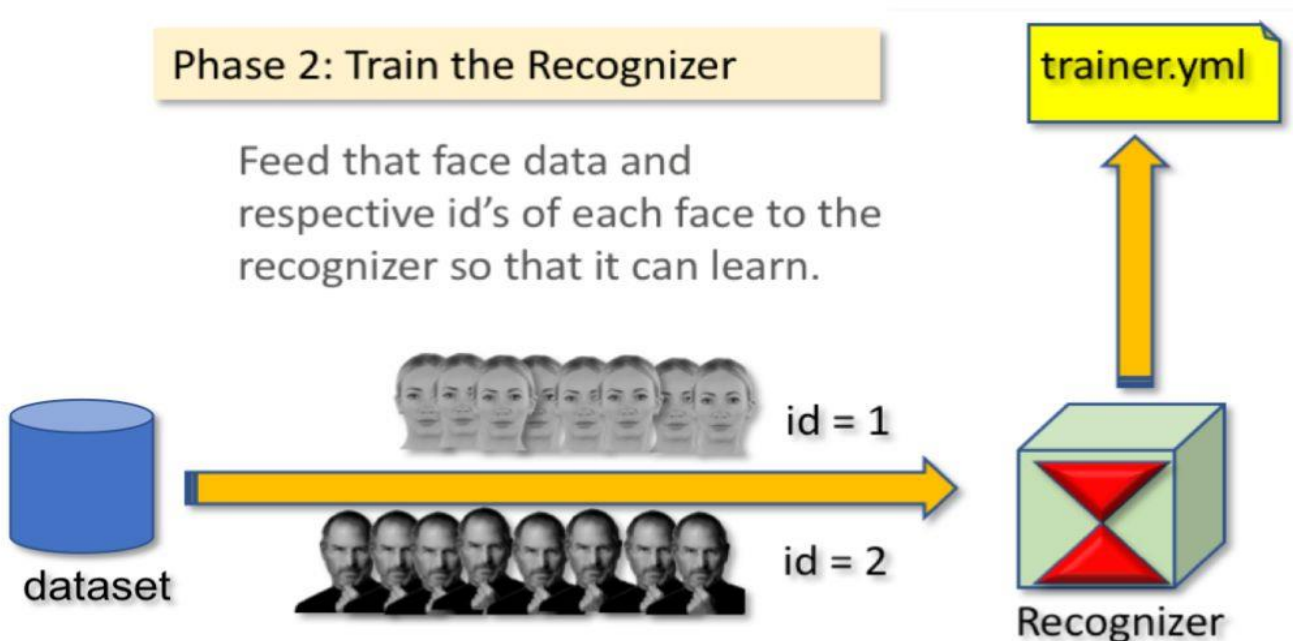 Phase 2: Train the Recognizer
trainer.yml
Feed that face data and
respective id’s of each face to the
recognizer so that it can learn.
id = 1
id = 2
dataset
Recognizer